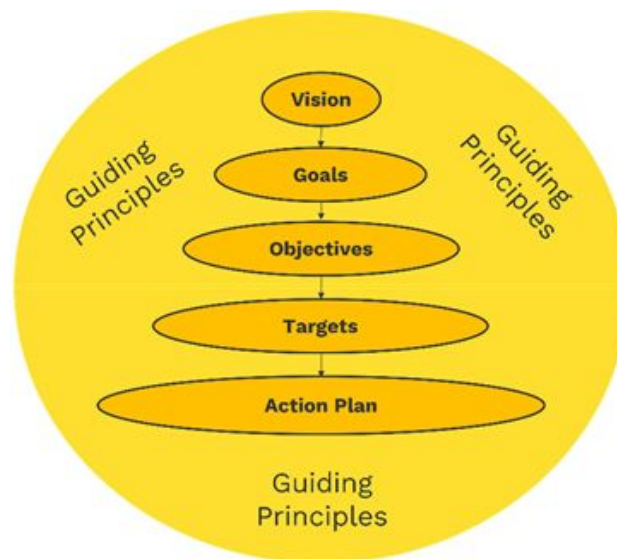 Vision
Guiding
Principles
Guiding
Principles
Goals
Objectives
Targets
Action Plan
Guiding
Principles